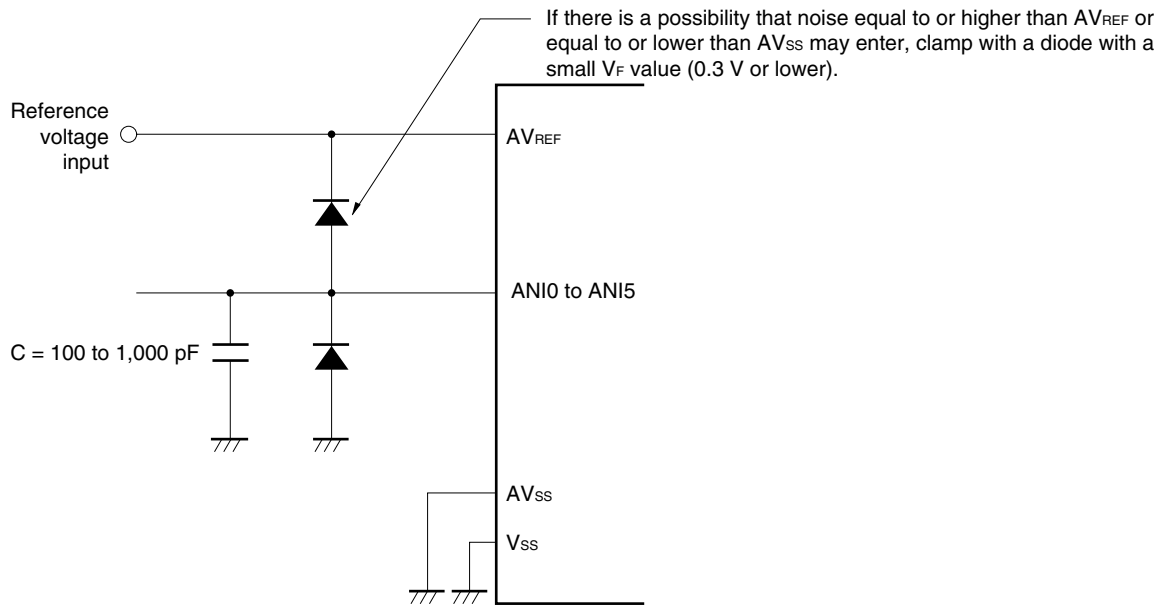 If there is a possibility that noise equal to or higher than AVREF or
equal to or lower than AVSS may enter, clamp with a diode with a
small VF value (0.3 V or lower).
Reference
voltage
input
AVREF
ANI0 to ANI5
C = 100 to 1,000 pF
AVSS
VSS